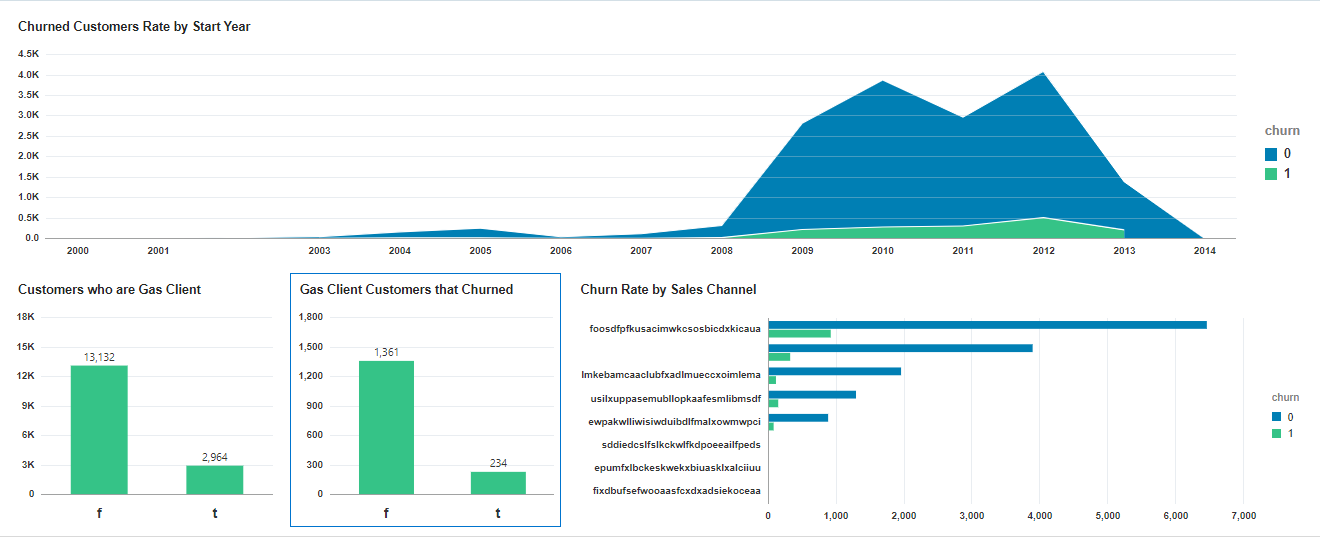 Churned Customers Rate by Start Year
4.5K
4.0K
3.5K
3.0K
2.5K
2.0K
1.5K
1.0K
0.5K
0.0
2000 2001 2003 2004 2005 2006 2007 2008 2009 2010 2011 2012 2013 2014
churn
0
1
Customers who are Gas Client
18K
15K
12K
9K
6K
3K
0
13,132
2,964
f t
Gas Client Customers that Churned
1,800
1,500
1,200
900
600
300
0
1,361
234
f t
Churn Rate by Sales Channel
foosdfpfkusacimwkcsosbicdxkicaua
lmkebamcaaclubfxadlmueccxoimlema
usilxuppasemubllopkaafesmlibmsdf
ewpakwlliwisiwduibdlfmalxowmwpci
sddiedcslfslkckwlfkdpoeeailfpeds
epumfxlbckeskwekxbiuasklxalciiuu
fixdbufsefwooaasfcxdxadsiekoceaa
0 1,000 2,000 3,000 4,000 5,000 6,000 7,000
churn
0
1